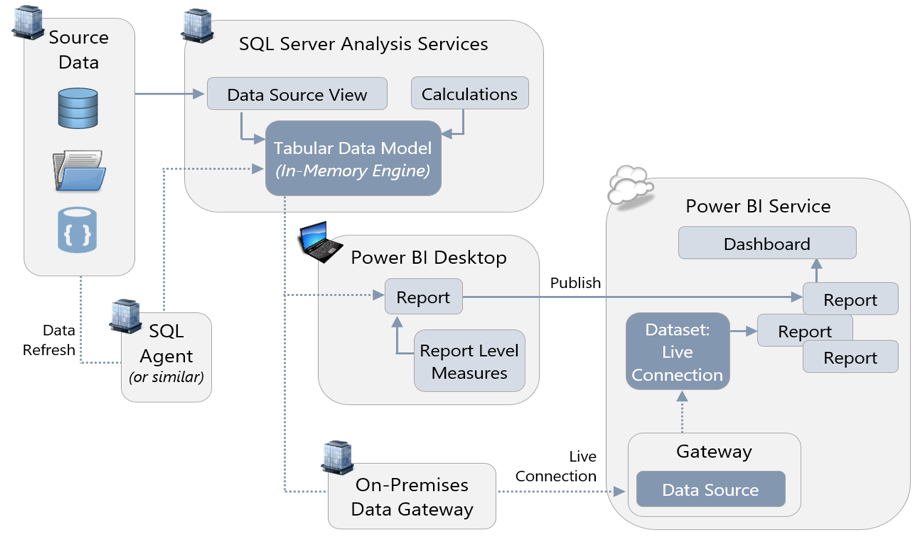 Source
Data
SQL Server Analysis Services
Data Source View
Calculations
Tabular Data Model
(In-Memory Engine)
{ }
Data
Refresh
SQL
Agent
(or similar)
Power BI Desktop
Report
Report Level
Measures
Publish
On-Premises
Data Gateway
Live
Connection
Power BI Service
Dashboard
Report
Report
Report
Dataset:
Live
Connection
Gateway
Data Source